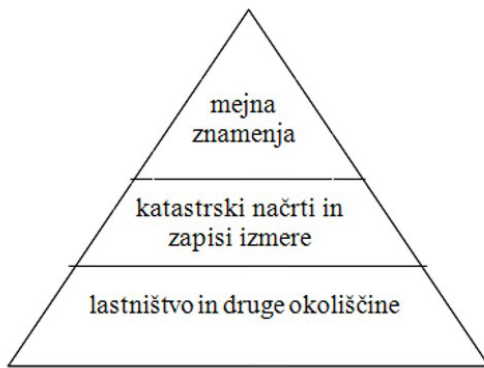 mejna
znamenja
katastrski načrti in
zapisi izmere
lastništvo in druge okoliščine